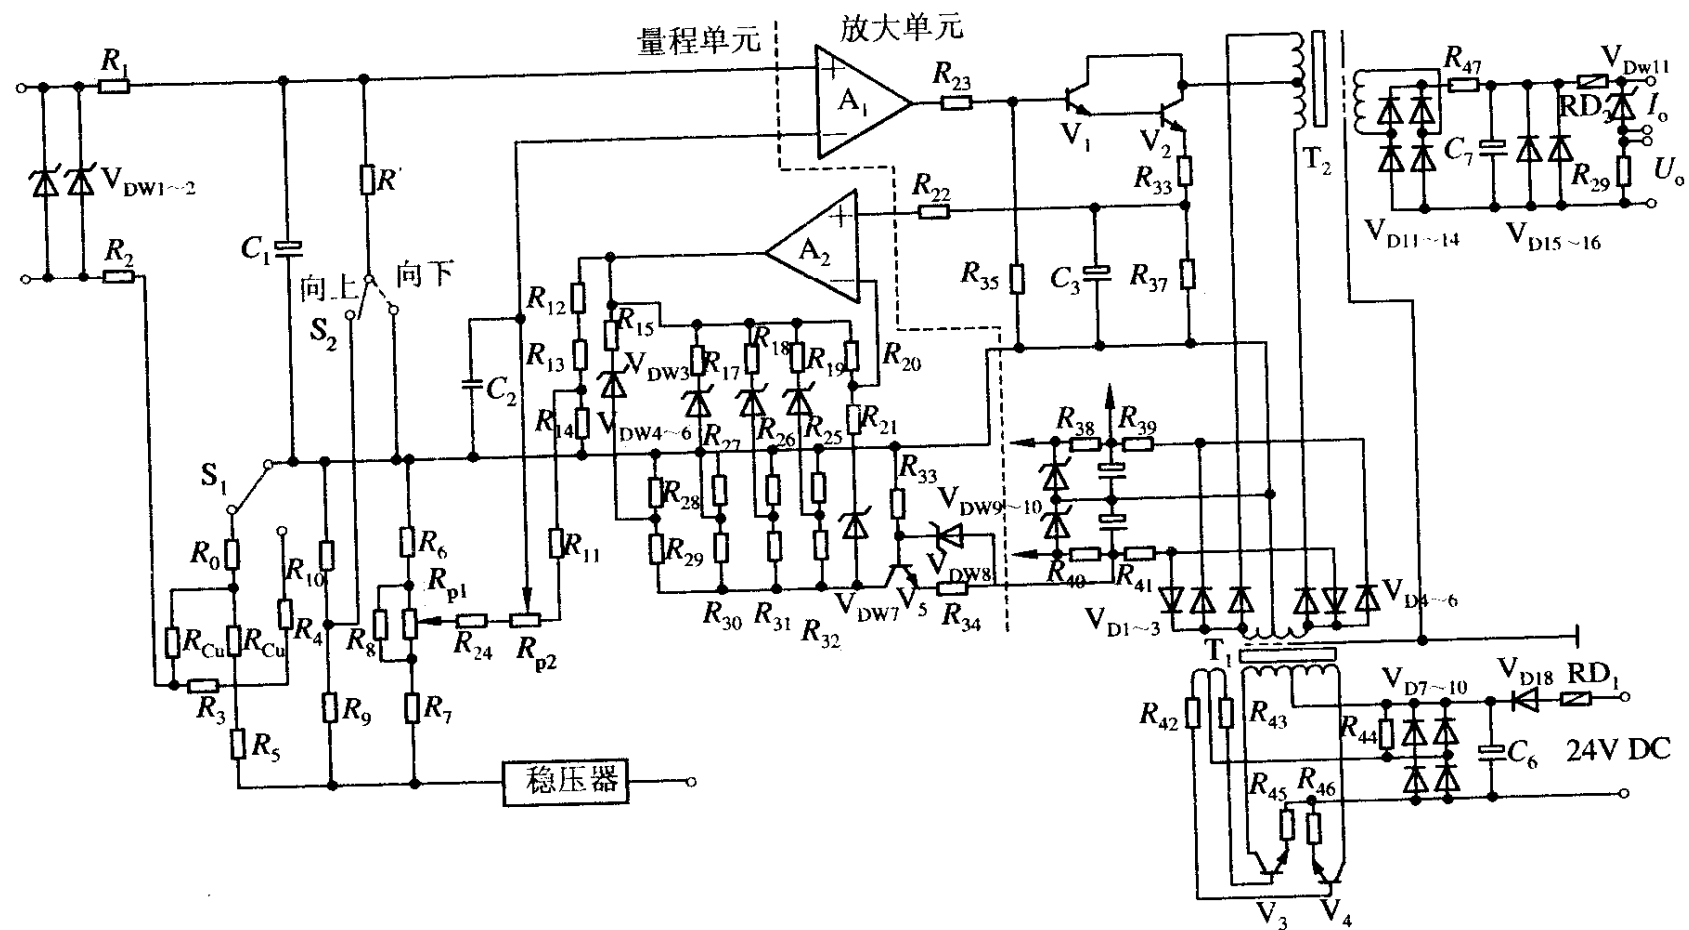 量程单元
放大单元
R1
R23
R47
VDw11
A1
RD2
Io
V1
V2
T2
C7
R29
Uo
VDW1~2
R'
R22
R33
VD11~14
VD15~16
R2
C1
向上
向下
S2
A2
R12
R15
R35
C3
R37
R13
VDW3
R17
R18
R19
R20
C2
R14
VDW4~6
R27
R26
R25
R21
R38
R39
S1
R33
R28
VDW9~10
R0
R10
R6
R11
R29
VDW8
R40
R41
Rp1
RCu
RCu
R4
R8
R24
Rp2
R30
R31
R32
VDW7
V5
R34
VD1~3
VD4~6
T1
R3
R5
R9
R7
R42
R43
VD7~10
VD18
RD1
R44
C6
24V DC
稳压器
R45
R46
V3
V4